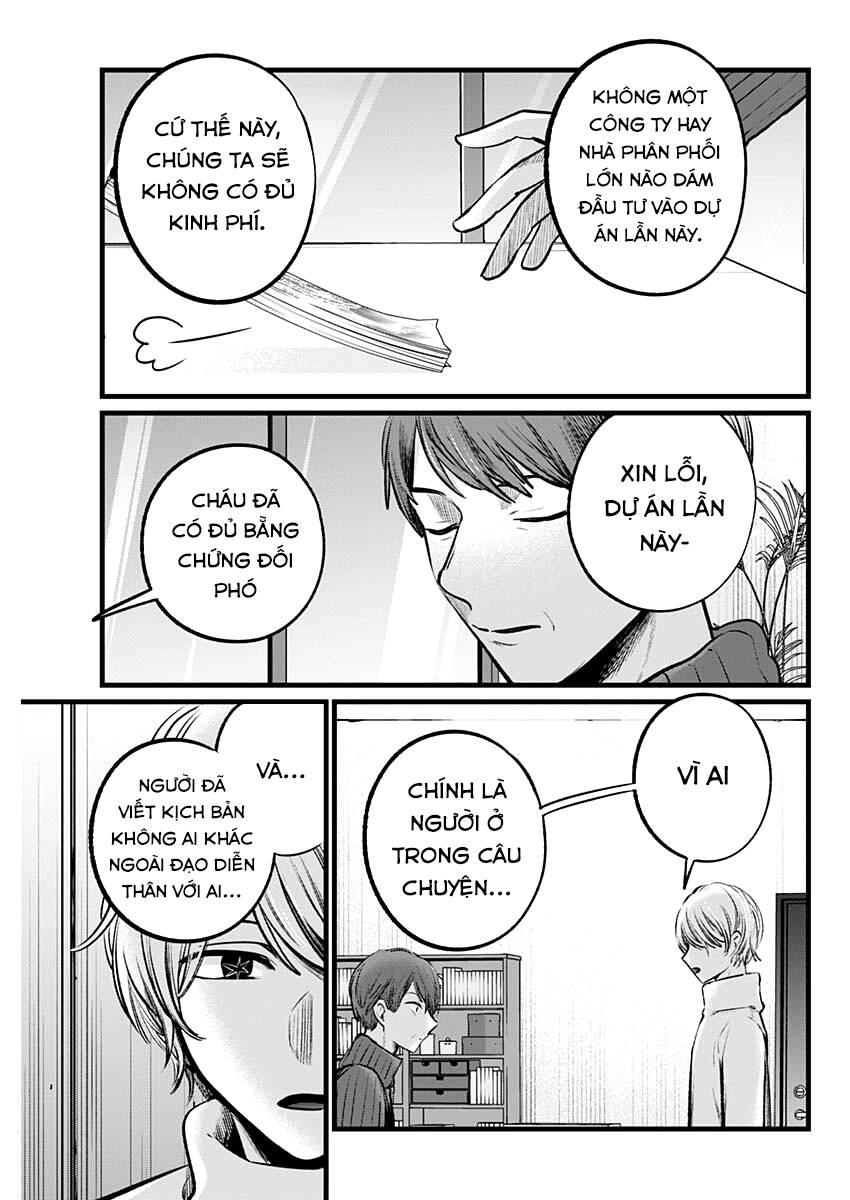 KHÔNG MỘT
CÔNG TY HAY
NHÀ PHÂN PHỐI
LỚN NÀO DÁM
ĐẦU TƯ VÀO DỰ
ÁN LẦN NÀY.
CỨ THẾ NÀY,
CHÚNG TA SẼ
KHÔNG CÓ ĐỦ
KINH PHÍ.
XIN LỖI,
DỰ ÁN LẦN
NÀY-
CHÁU ĐÃ
CÓ ĐỦ BẰNG
CHỨNG ĐỐI
PHÓ
VÌ AI
CHÍNH LÀ
NGƯỜI Ở
TRONG CÂU
CHUYỆN...
VÀ...
NGƯỜI ĐÃ
VIẾT KỊCH BẢN
KHÔNG AI KHÁC
NGOÀI ĐẠO DIỄN
THÂN VỚI AI...